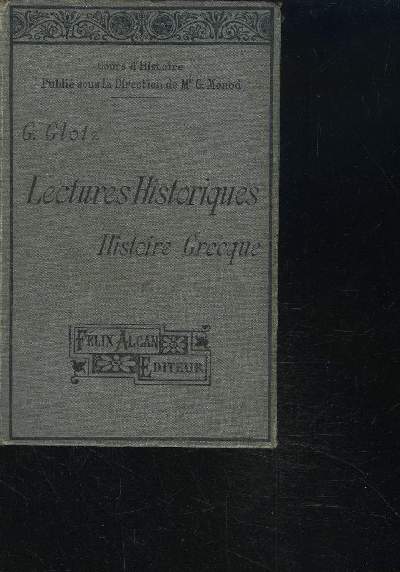 Cours d'Histoire
Publié sous la Direction de Mr G. Monod
G. Glotz
Lectures Historiques
Histoire Grecque
FELIX ALCAN
EDITEUR